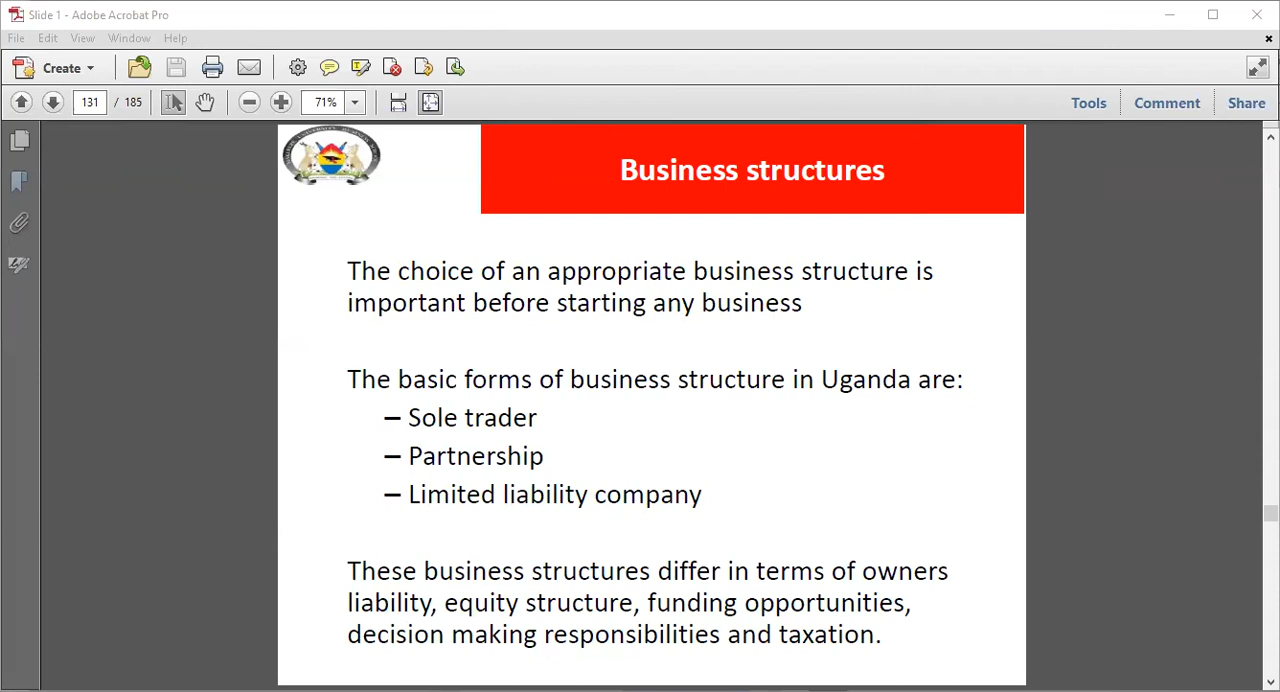 Slide 1 - Adobe Acrobat Pro
File Edit View Window Help
Create
131 / 185 71% Tools Comment Share
Business structures
The choice of an appropriate business structure is
important before starting any business
The basic forms of business structure in Uganda are:
– Sole trader
– Partnership
– Limited liability company
These business structures differ in terms of owners
liability, equity structure, funding opportunities,
decision making responsibilities and taxation.